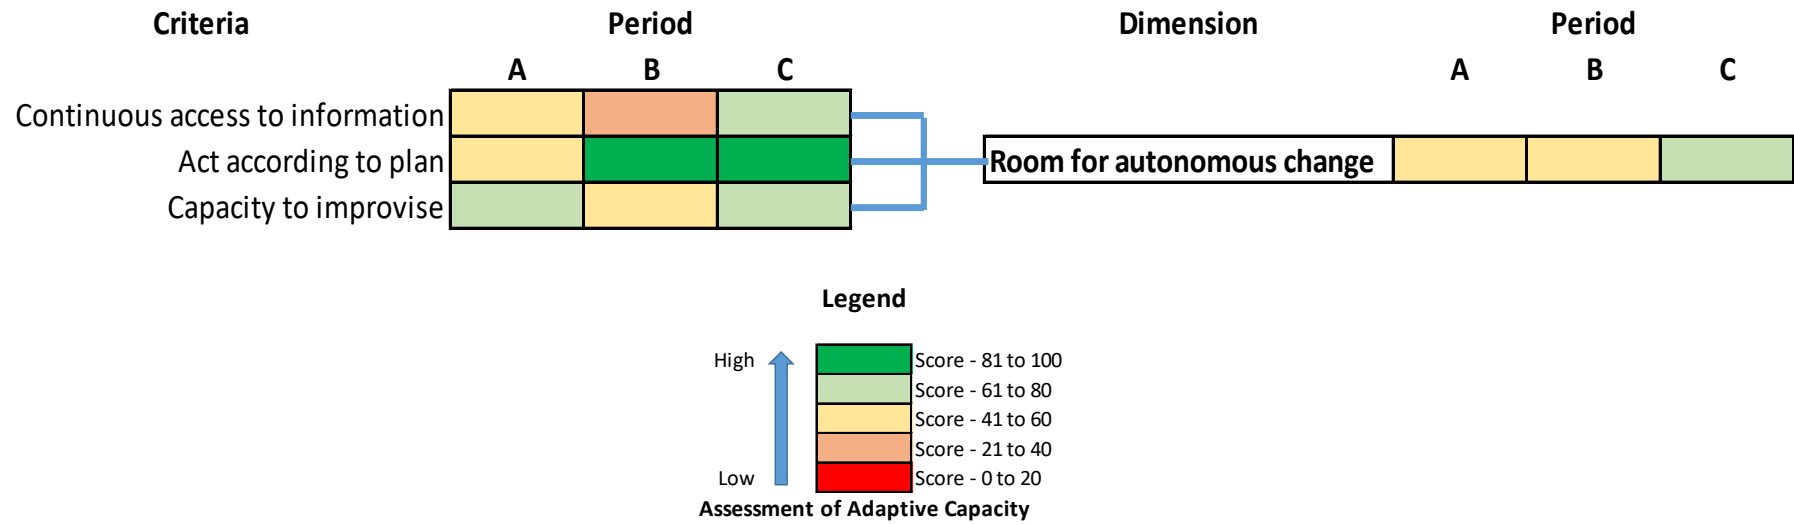 Criteria Period Dimension Period
A B C A B C
Continuous access to information
Act according to plan Room for autonomous change
Capacity to improvise
Legend
High Score - 81 to 100
Score - 61 to 80
Score - 41 to 60
Score - 21 to 40
Low Score - 0 to 20
Assessment of Adaptive Capacity